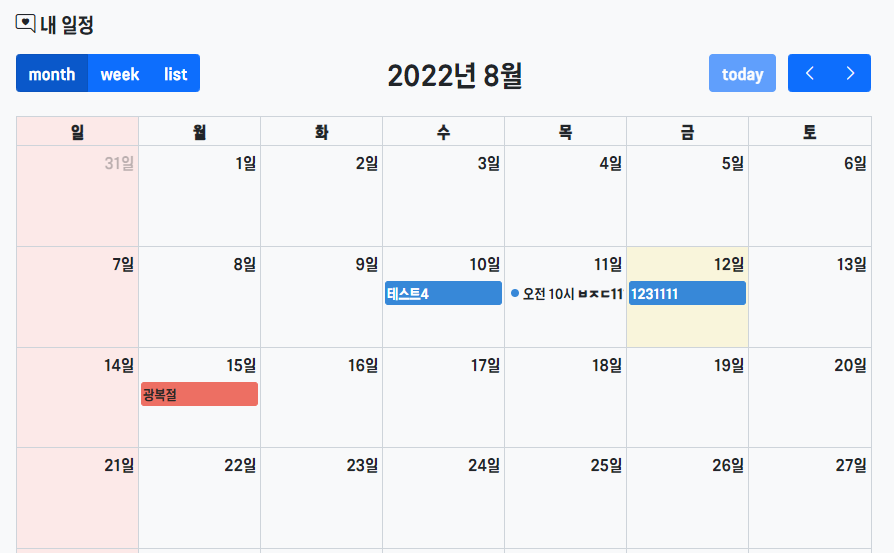 내 일정
month week list 2022년 8월 today
일 월 화 수 목 금 토
31일 1일 2일 3일 4일 5일 6일
7일 8일 9일 10일 11일 12일 13일
테스트4 오전 10시 ㅂㅈㄷ11 1231111
14일 15일 16일 17일 18일 19일 20일
광복절
21일 22일 23일 24일 25일 26일 27일